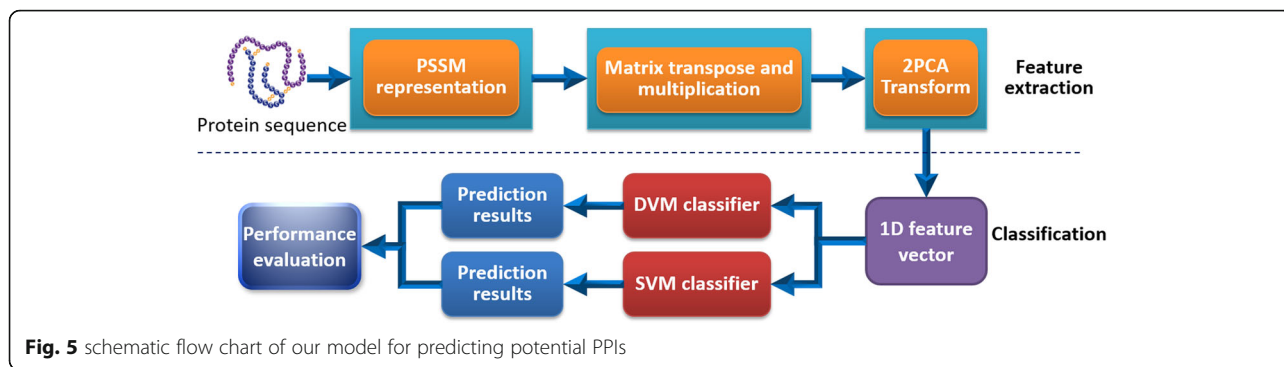 Protein sequence
PSSM
representation
Matrix transpose and
multiplication
2PCA
Transform
Feature
extraction
Prediction
results
DVM classifier
Performance
evaluation
1D feature
vector
Classification
Prediction
results
SVM classifier
Fig. 5 schematic flow chart of our model for predicting potential PPIs